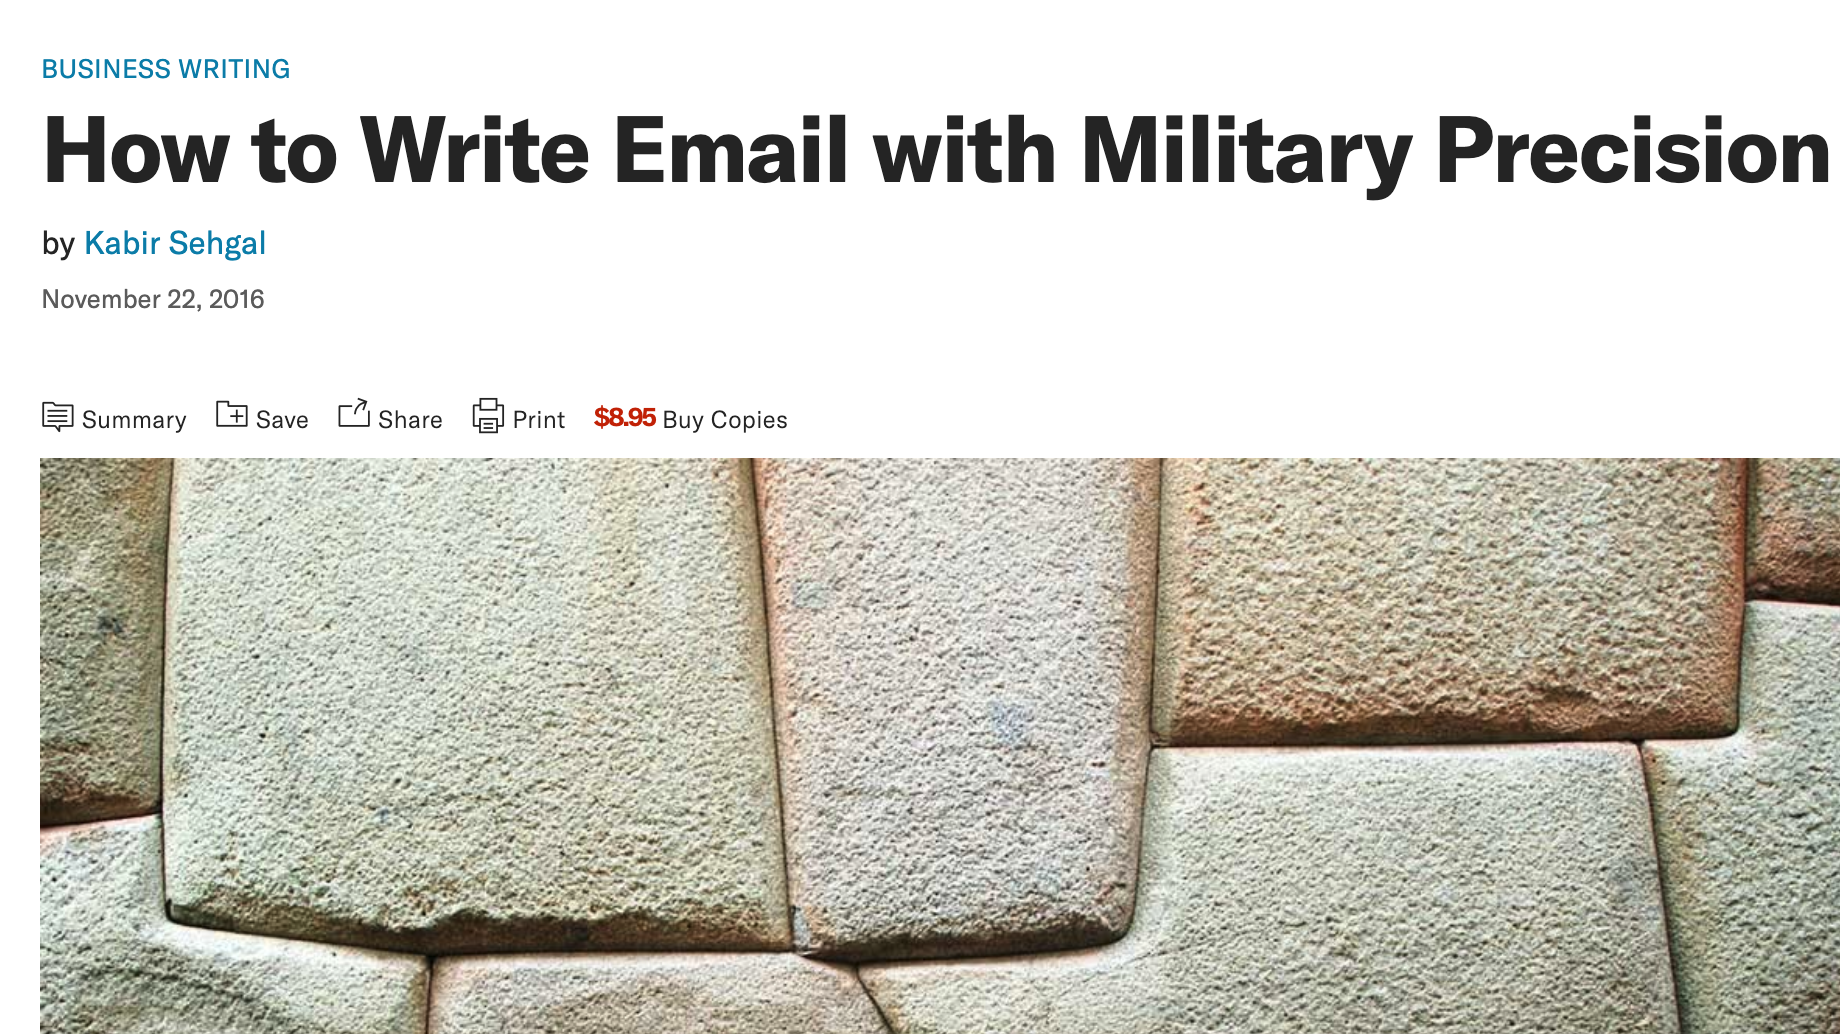 BUSINESS WRITING
How to Write Email with Military Precision
by Kabir Sehgal
November 22, 2016
Summary Save Share Print $8.95 Buy Copies